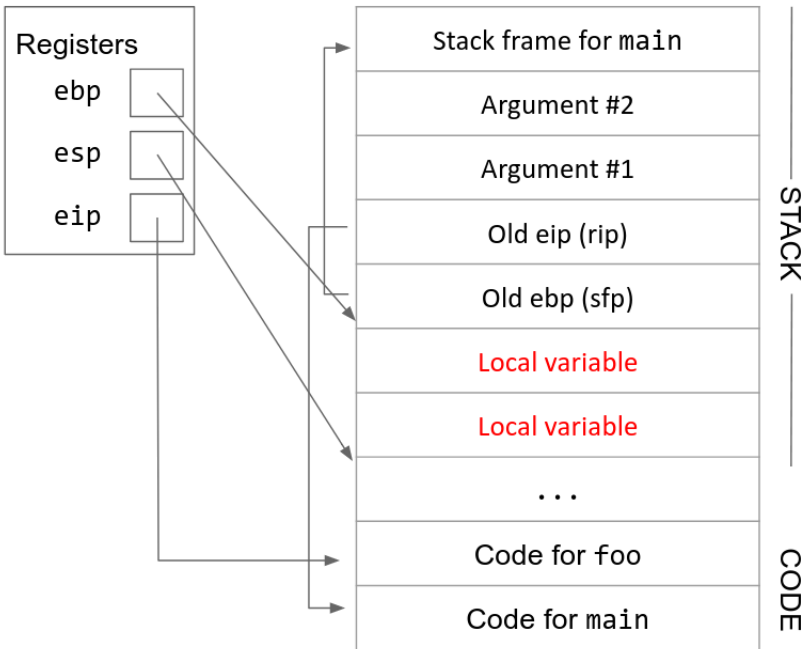 Registers
ebp
esp
eip
Stack frame for main
Argument #2
Argument #1
Old eip (rip)
Old ebp (sfp)
Local variable
Local variable
...
Code for foo
Code for main
STACK
CODE